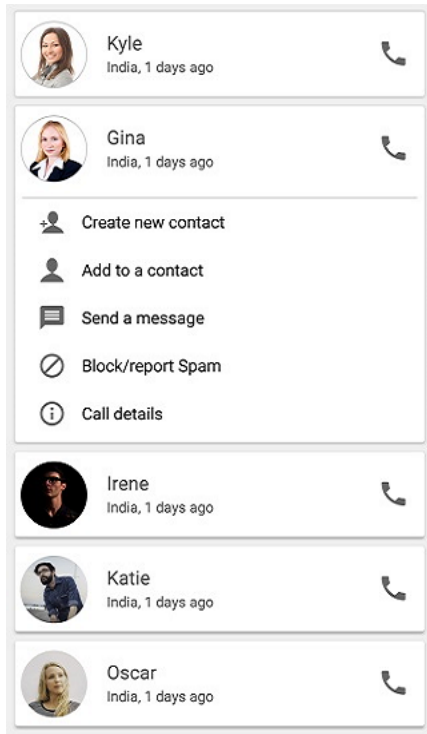 Kyle
India, 1 days ago
Gina
India, 1 days ago
Create new contact
Add to a contact
Send a message
Block/report Spam
Call details
Irene
India, 1 days ago
Katie
India, 1 days ago
Oscar
India, 1 days ago